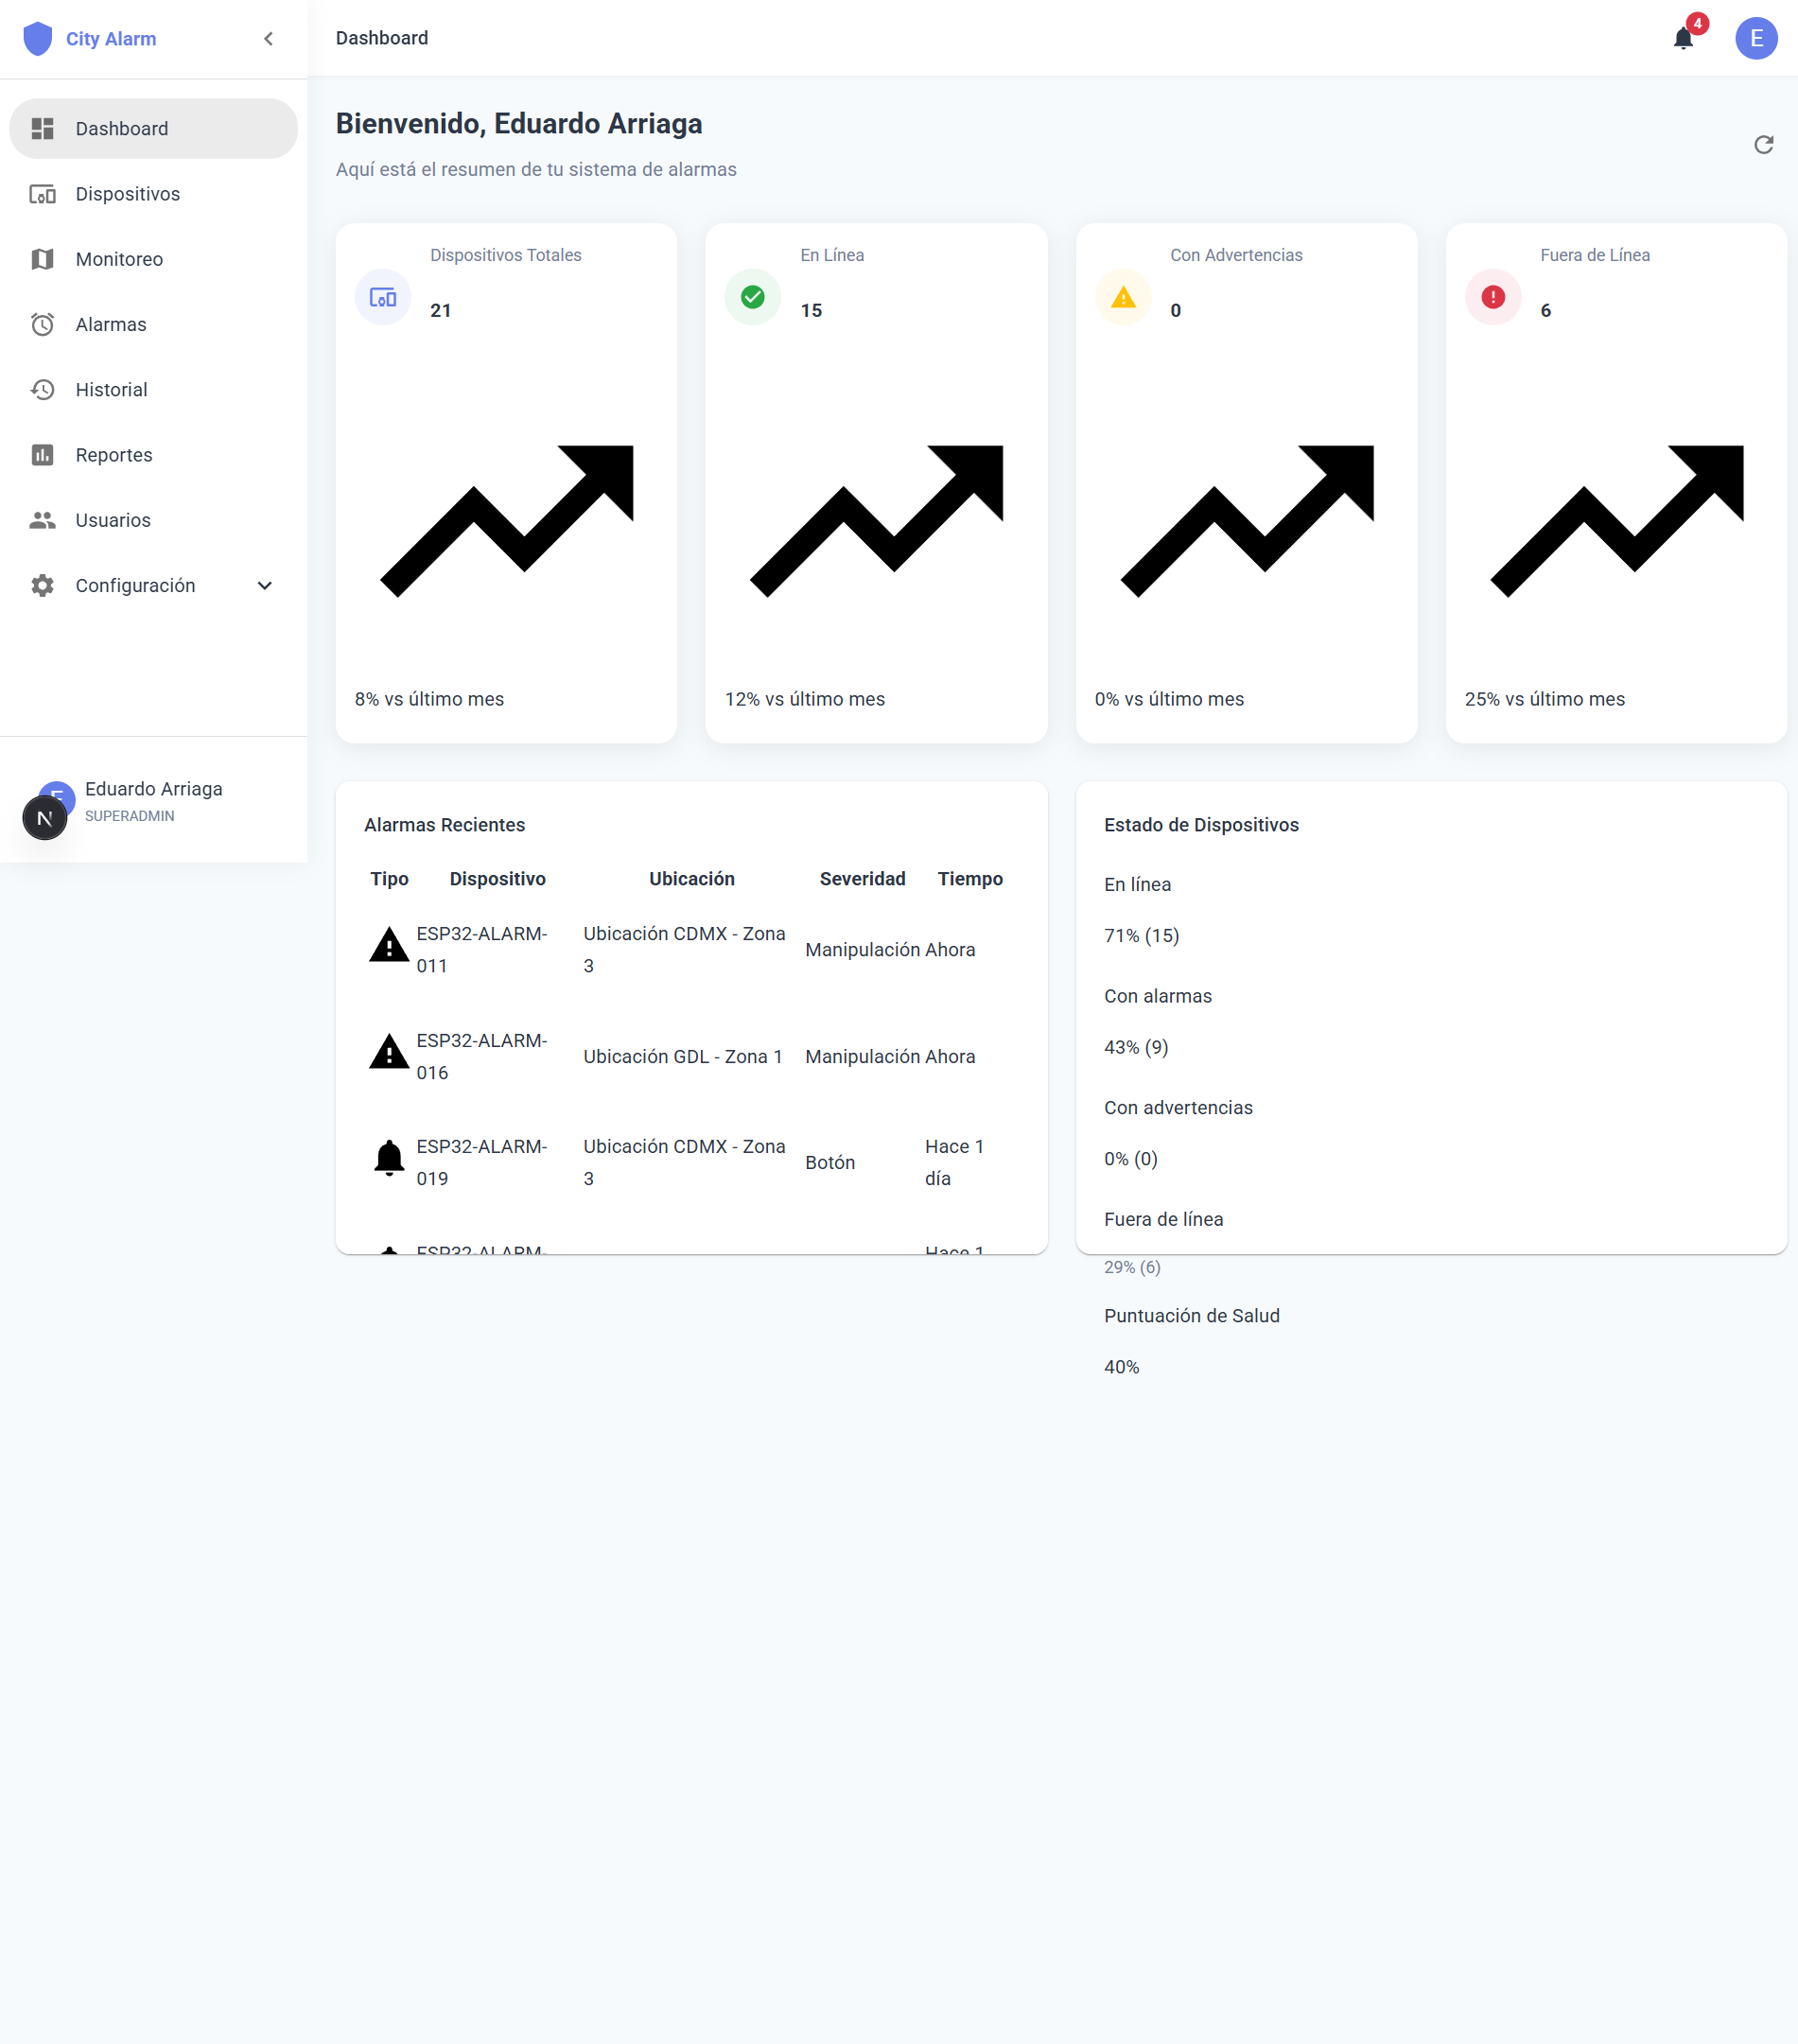 City Alarm
Dashboard
Dispositivos
Monitoreo
Alarmas
Historial
Reportes
Usuarios
Configuración
E
Eduardo Arriaga
SUPERADMIN
N
Dashboard
4
E
Bienvenido, Eduardo Arriaga
Aquí está el resumen de tu sistema de alarmas
Dispositivos Totales
21
8% vs último mes
En Línea
15
12% vs último mes
Con Advertencias
0
0% vs último mes
Fuera de Línea
6
25% vs último mes
Alarmas Recientes
Tipo Dispositivo Ubicación Severidad Tiempo
ESP32-ALARM-
011
Ubicación CDMX - Zona
3
Manipulación
Ahora
ESP32-ALARM-
016
Ubicación GDL - Zona 1
Manipulación
Ahora
ESP32-ALARM-
019
Ubicación CDMX - Zona
3
Botón
Hace 1
día
ESP32-ALARM-
Hace 1
Estado de Dispositivos
En línea
71% (15)
Con alarmas
43% (9)
Con advertencias
0% (0)
Fuera de línea
29% (6)
Puntuación de Salud
40%